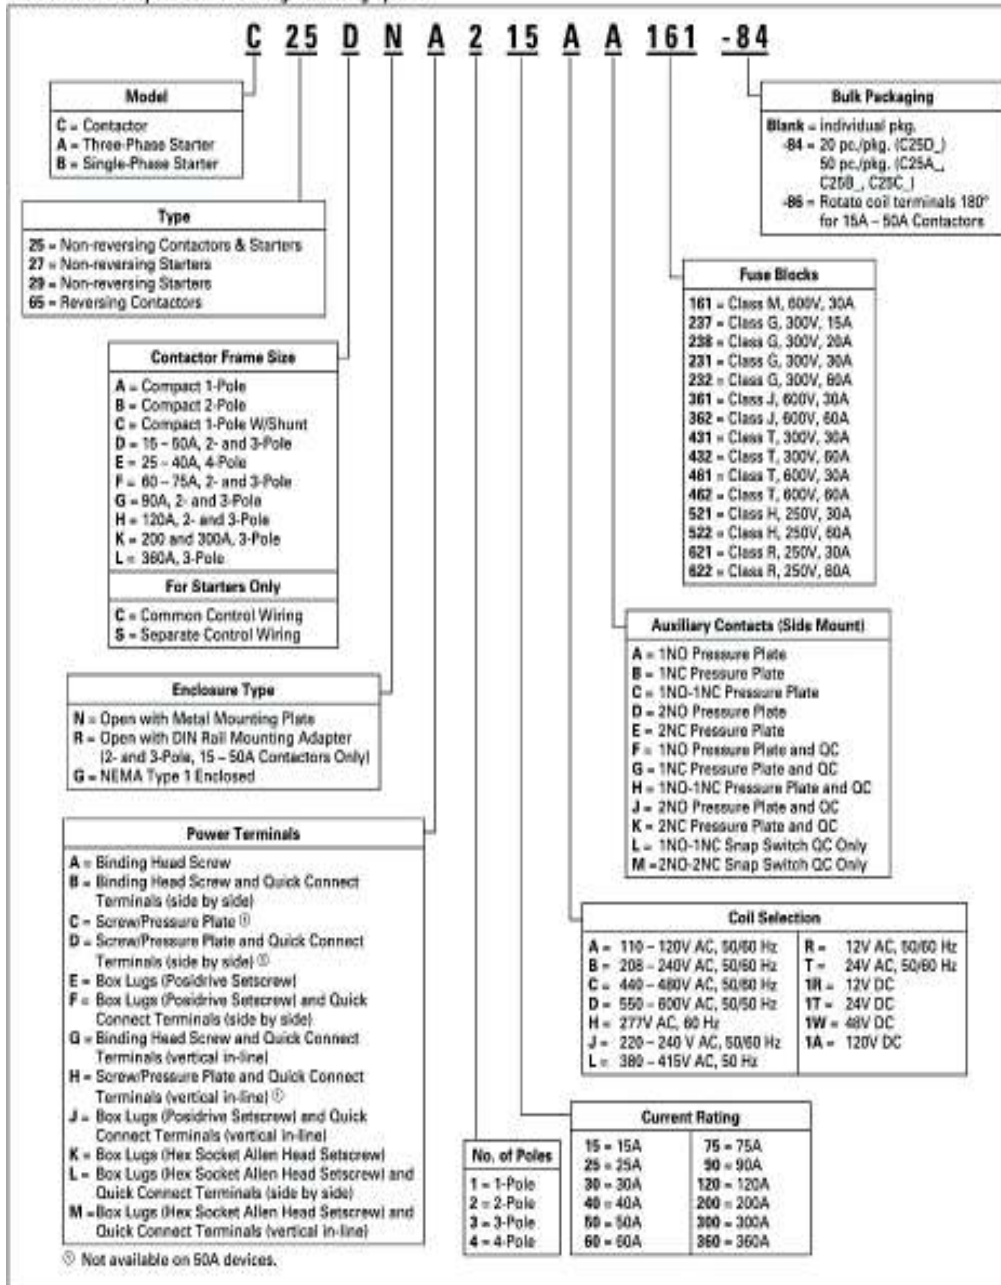 C 25 D N A 2 15 A A 161 -84
Model
C = Contactor
A = Three-Phase Starter
B = Single-Phase Starter
Type
25 = Non-reversing Contactors & Starters
27 = Non-reversing Starters
29 = Non-reversing Starters
65 = Reversing Contactors
Contactor Frame Size
A = Compact 1-Pole
B = Compact 2-Pole
C = Compact 1-Pole W/Shunt
D = 15 – 50A, 2- and 3-Pole
E = 25 – 40A, 4-Pole
F = 60 – 75A, 2- and 3-Pole
G = 90A, 2- and 3-Pole
H = 120A, 2- and 3-Pole
K = 200 and 300A, 3-Pole
L = 360A, 3-Pole
For Starters Only
C = Common Control Wiring
S = Separate Control Wiring
Enclosure Type
N = Open with Metal Mounting Plate
R = Open with DIN Rail Mounting Adapter
(2- and 3-Pole, 15 – 50A Contactors Only)
G = NEMA Type 1 Enclosed
Power Terminals
A = Binding Head Screw
B = Binding Head Screw and Quick Connect
Terminals (side by side)
C = Screw/Pressure Plate ①
D = Screw/Pressure Plate and Quick Connect
Terminals (side by side) ①
E = Box Lugs (Posidrive Setscrew)
F = Box Lugs (Posidrive Setscrew) and Quick
Connect Terminals (side by side)
G = Binding Head Screw and Quick Connect
Terminals (vertical in-line)
H = Screw/Pressure Plate and Quick Connect
Terminals (vertical in-line) ①
J = Box Lugs (Posidrive Setscrew) and Quick
Connect Terminals (vertical in-line)
K = Box Lugs (Hex Socket Allen Head Setscrew)
L = Box Lugs (Hex Socket Allen Head Setscrew) and
Quick Connect Terminals (side by side)
M = Box Lugs (Hex Socket Allen Head Setscrew) and
Quick Connect Terminals (vertical in-line)
① Not available on 50A devices.
Bulk Packaging
Blank = individual pkg.
-84 = 20 pc./pkg. (C25D_)
50 pc./pkg. (C25A_,
C25B_, C25C_)
-86 = Rotate coil terminals 180°
for 15A – 50A Contactors
Fuse Blocks
161 = Class M, 600V, 30A
237 = Class G, 300V, 15A
238 = Class G, 300V, 20A
231 = Class G, 300V, 30A
232 = Class G, 300V, 60A
361 = Class J, 600V, 30A
362 = Class J, 600V, 60A
431 = Class T, 300V, 30A
432 = Class T, 300V, 60A
461 = Class T, 600V, 30A
462 = Class T, 600V, 60A
521 = Class H, 250V, 30A
522 = Class H, 250V, 60A
621 = Class R, 250V, 30A
622 = Class R, 250V, 60A
Auxiliary Contacts (Side Mount)
A = 1NO Pressure Plate
B = 1NC Pressure Plate
C = 1NO-1NC Pressure Plate
D = 2NO Pressure Plate
E = 2NC Pressure Plate
F = 1NO Pressure Plate and QC
G = 1NC Pressure Plate and QC
H = 1NO-1NC Pressure Plate and QC
J = 2NO Pressure Plate and QC
K = 2NC Pressure Plate and QC
L = 1NO-1NC Snap Switch QC Only
M = 2NO-2NC Snap Switch QC Only
Coil Selection
A = 110 – 120V AC, 50/60 Hz
B = 208 – 240V AC, 50/60 Hz
C = 440 – 480V AC, 50/60 Hz
D = 550 – 600V AC, 50/60 Hz
H = 277V AC, 60 Hz
J = 220 – 240 V AC, 50/60 Hz
L = 380 – 415V AC, 50 Hz
R = 12V AC, 50/60 Hz
T = 24V AC, 50/60 Hz
1R = 12V DC
1T = 24V DC
1W = 48V DC
1A = 120V DC
No. of Poles
1 = 1-Pole
2 = 2-Pole
3 = 3-Pole
4 = 4-Pole
Current Rating
15 = 15A
25 = 25A
30 = 30A
40 = 40A
50 = 50A
60 = 60A
75 = 75A
90 = 90A
120 = 120A
200 = 200A
300 = 300A
360 = 360A